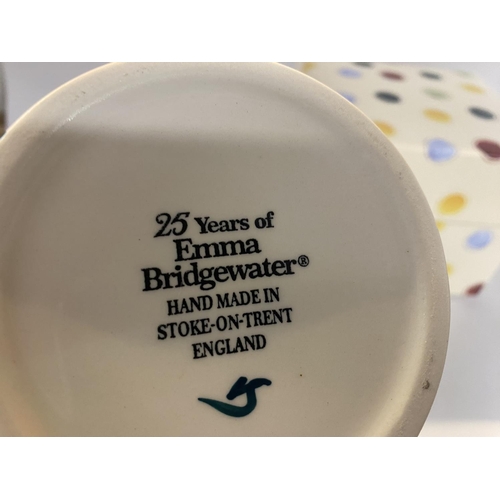 25 Years of
Emma
Bridgewater®
HAND MADE IN
STOKE-ON-TRENT
ENGLAND